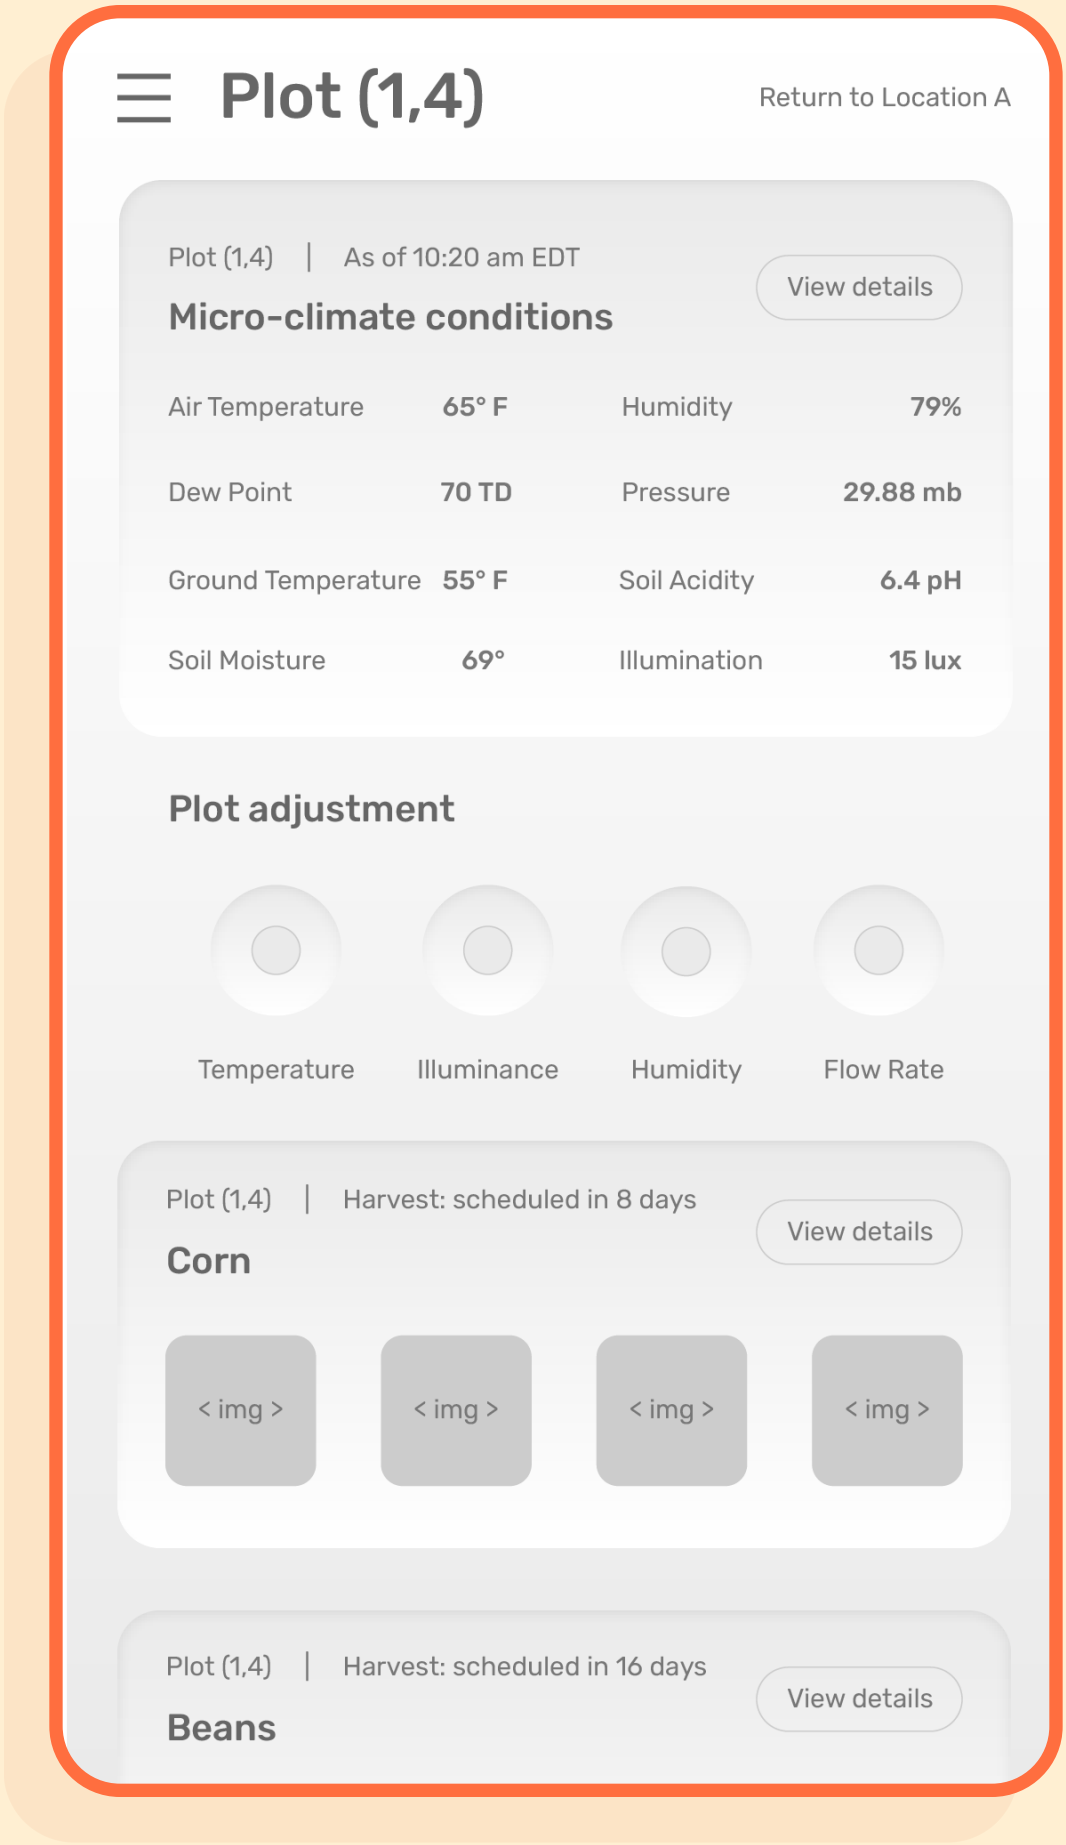 Plot (1,4)
Return to Location A
Plot (1,4) | As of 10:20 am EDT
View details
Micro-climate conditions
Air Temperature 65° F Humidity 79%
Dew Point 70 TD Pressure 29.88 mb
Ground Temperature 55° F Soil Acidity 6.4 pH
Soil Moisture 69° Illumination 15 lux
Plot adjustment
Temperature Illuminance Humidity Flow Rate
Plot (1,4) | Harvest: scheduled in 8 days
View details
Corn
< img > < img > < img > < img >
Plot (1,4) | Harvest: scheduled in 16 days
View details
Beans